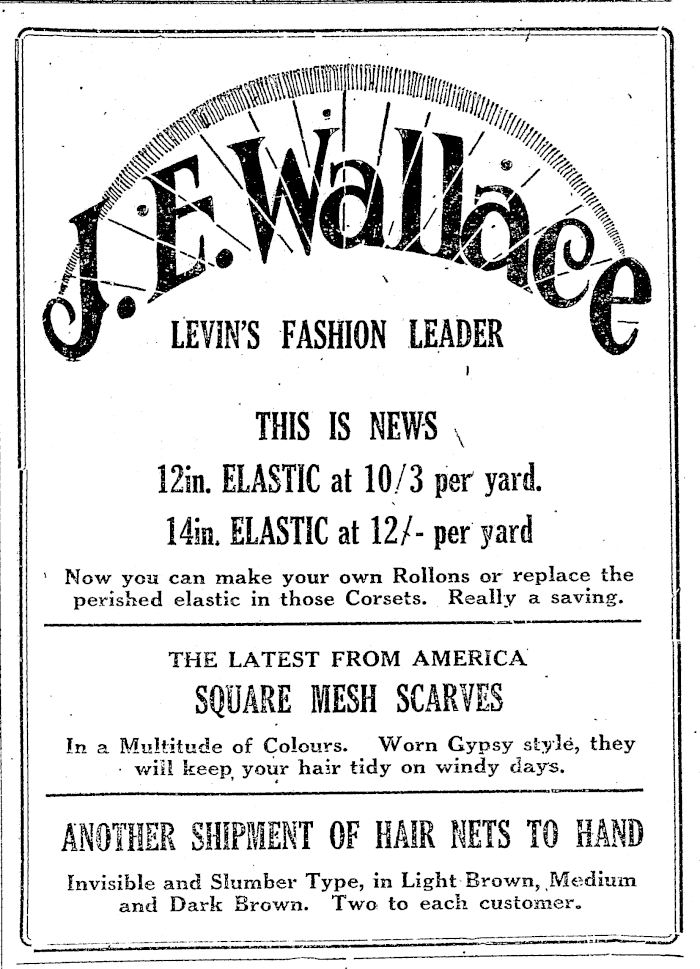 J. E. Wallace
LEVIN'S FASHION LEADER
THIS IS NEWS
12in. ELASTIC at 10/3 per yard.
14in. ELASTIC at 12/- per yard
Now you can make your own Rollons or replace the
perished elastic in those Corsets. Really a saving.
THE LATEST FROM AMERICA
SQUARE MESH SCARVES
In a Multitude of Colours. Worn Gypsy style, they
will keep your hair tidy on windy days.
ANOTHER SHIPMENT OF HAIR NETS TO HAND
Invisible and Slumber Type, in Light Brown, Medium
and Dark Brown. Two to each customer.